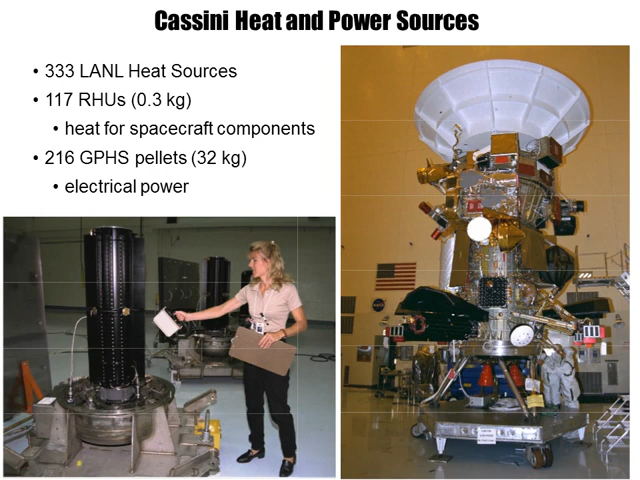 Cassini Heat and Power Sources
• 333 LANL Heat Sources
• 117 RHUs (0.3 kg)
• heat for spacecraft components
• 216 GPHS pellets (32 kg)
• electrical power